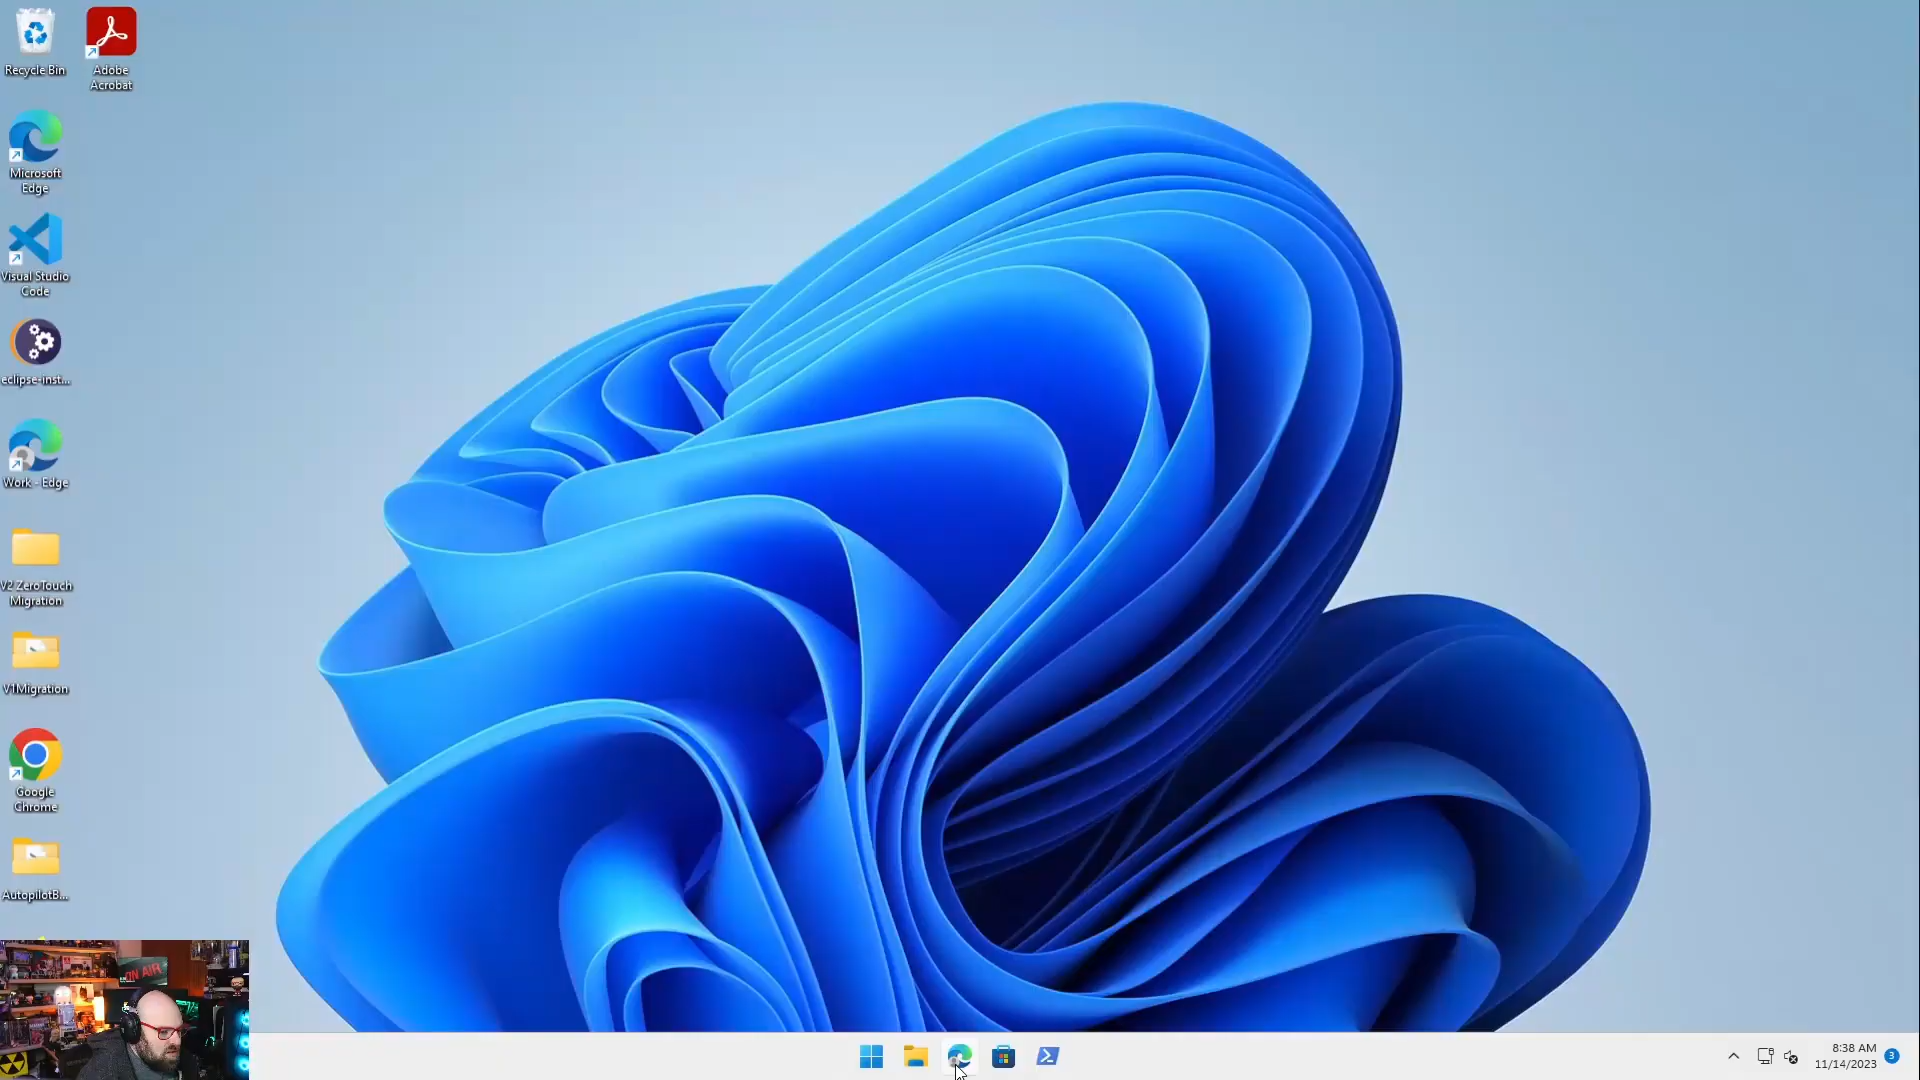 Recycle Bin
Adobe
Acrobat
Microsoft
Edge
Visual Studio
Code
eclipse-inst...
Work - Edge
V2 ZeroTouch
Migration
V1Migration
Google
Chrome
AutopilotB...
ON AIR
8:38 AM
11/14/2023
3